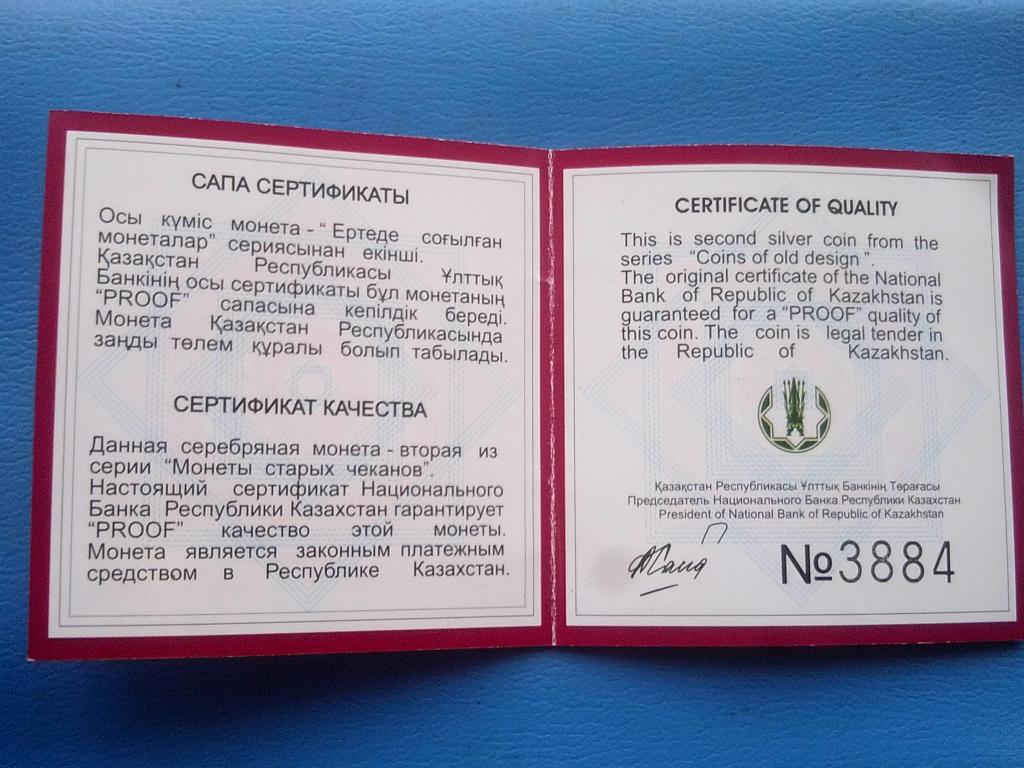 САПА СЕРТИФИКАТЫ
Осы күміс монета - " Ертеде соғылған
монеталар" сериясынан екінші.
Қазақстан Республикасы Ұлттық
Банкінің осы сертификаты бұл монетаның
"PROOF" сапасына кепілдік береді.
Монета Қазақстан Республикасында
заңды төлем құралы болып табылады.
СЕРТИФИКАТ КАЧЕСТВА
Данная серебряная монета - вторая из
серии "Монеты старых чеканов".
Настоящий сертификат Национального
Банка Республики Казахстан гарантирует
"PROOF" качество этой монеты.
Монета является законным платежным
средством в Республике Казахстан.
CERTIFICATE OF QUALITY
This is second silver coin from the
series "Coins of old design ".
The original certificate of the National
Bank of Republic of Kazakhstan is
guaranteed for a "PROOF" quality of
this coin. The coin is legal tender in
the Republic of Kazakhstan.
Қазақстан Республикасы Ұлттық Банкінің Төрағасы
Председатель Национального Банка Республики Казахстан
President of National Bank of Republic of Kazakhstan
№3884